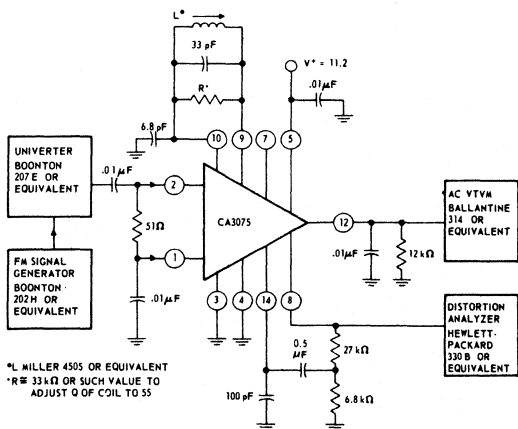 L*
33 pF
R*
6.8 pF
V⁺ = 11.2
.01µF
10
9
7
5
UNIVERTER
BOONTON
207 E OR
EQUIVALENT
.01µF
2
51Ω
1
.01µF
CA3075
12
.01µF
12 kΩ
AC VTVM
BALLANTINE
314 OR
EQUIVALENT
FM SIGNAL
GENERATOR
BOONTON
202 H OR
EQUIVALENT
3
4
14
8
0.5
µF
27 kΩ
100 pF
6.8kΩ
DISTORTION
ANALYZER
HEWLETT-
PACKARD
330 B OR
EQUIVALENT
*L MILLER 4505 OR EQUIVALENT
*R≅ 33 kΩ OR SUCH VALUE TO
ADJUST Q OF COIL TO 55